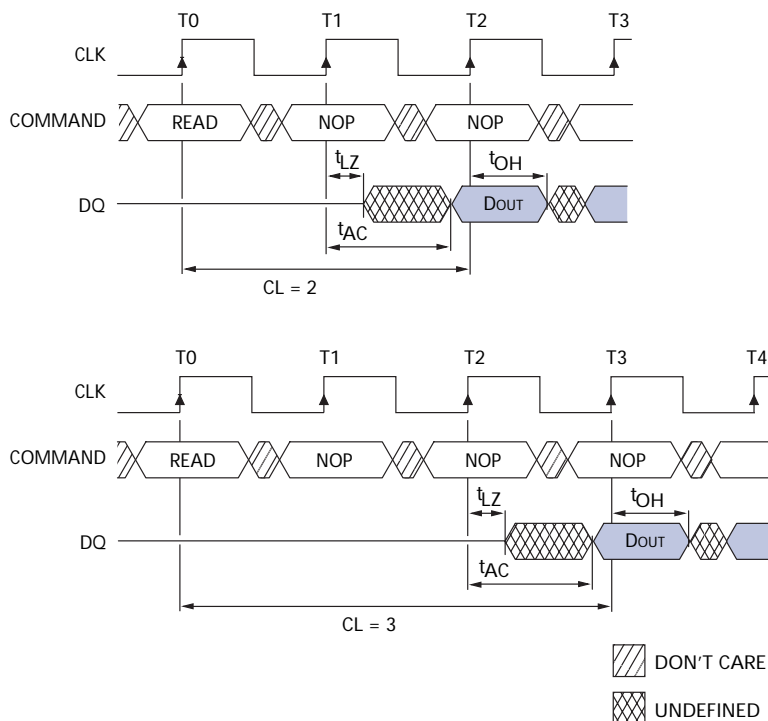 T0 T1 T2 T3
CLK
COMMAND READ NOP NOP
tLZ tOH
DQ DOUT
tAC
CL = 2
T0 T1 T2 T3 T4
CLK
COMMAND READ NOP NOP NOP
tLZ tOH
DQ DOUT
tAC
CL = 3
DON'T CARE
UNDEFINED